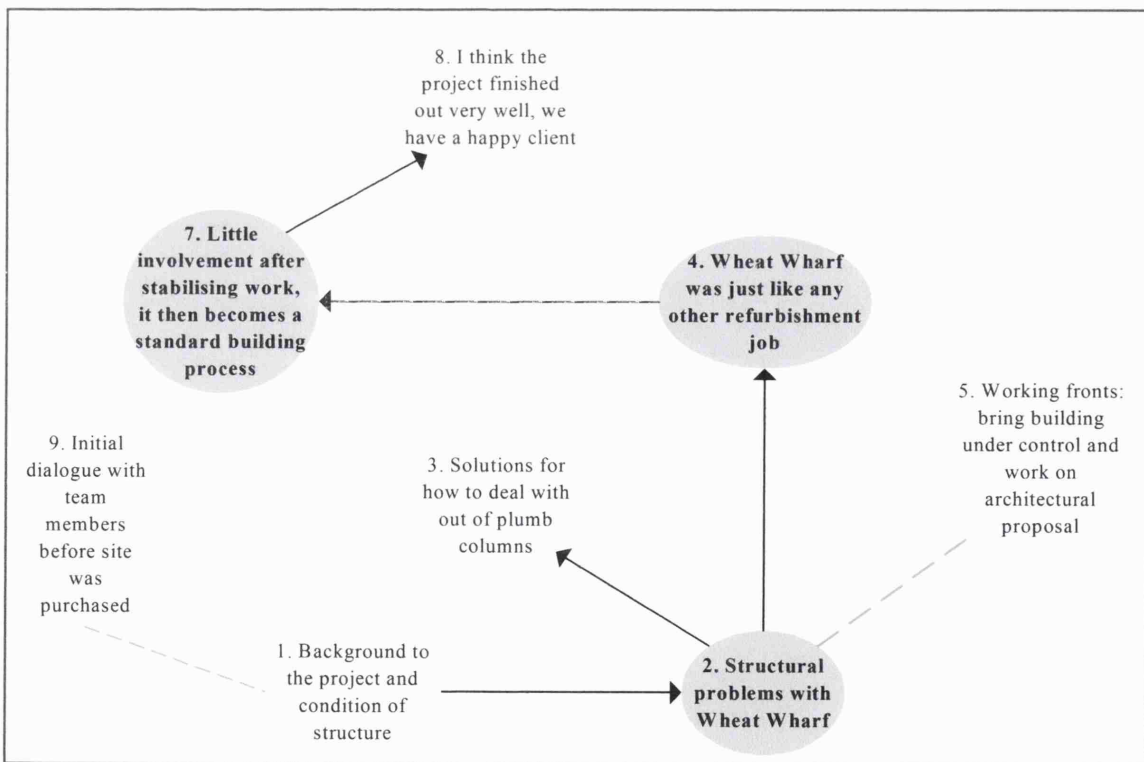 8. I think the
project finished
out very well, we
have a happy client
7. Little
involvement after
stabilising work,
it then becomes a
standard building
process
4. Wheat Wharf
was just like any
other refurbishment
job
5. Working fronts:
bring building
under control and
work on
architectural
proposal
9. Initial
dialogue with
team
members
before site
was
purchased
3. Solutions for
how to deal with
out of plumb
columns
1. Background to
the project and
condition of
structure
2. Structural
problems with
Wheat Wharf